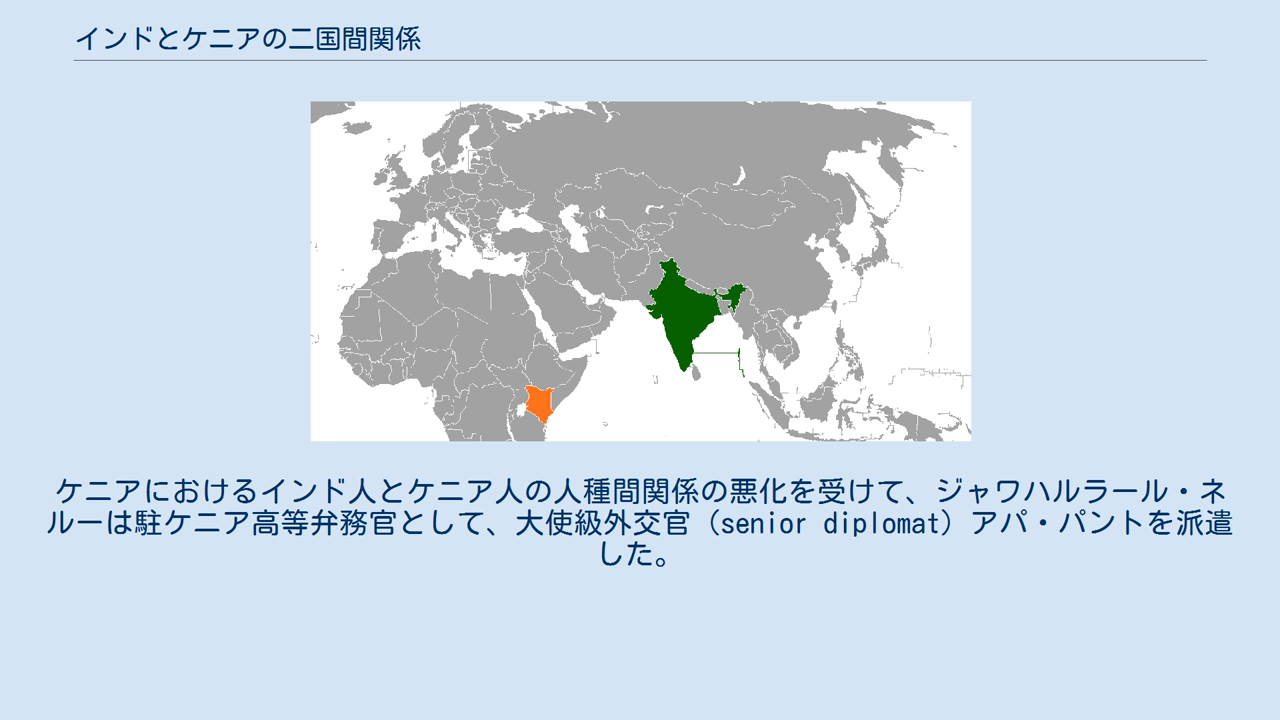 インドとケニアの二国間関係
ケニアにおけるインド人とケニア人の人種間関係の悪化を受けて、ジャワハルラール・ネ
ルーは駐ケニア高等弁務官として、大使級外交官（senior diplomat）アパ・パントを派遣
した。